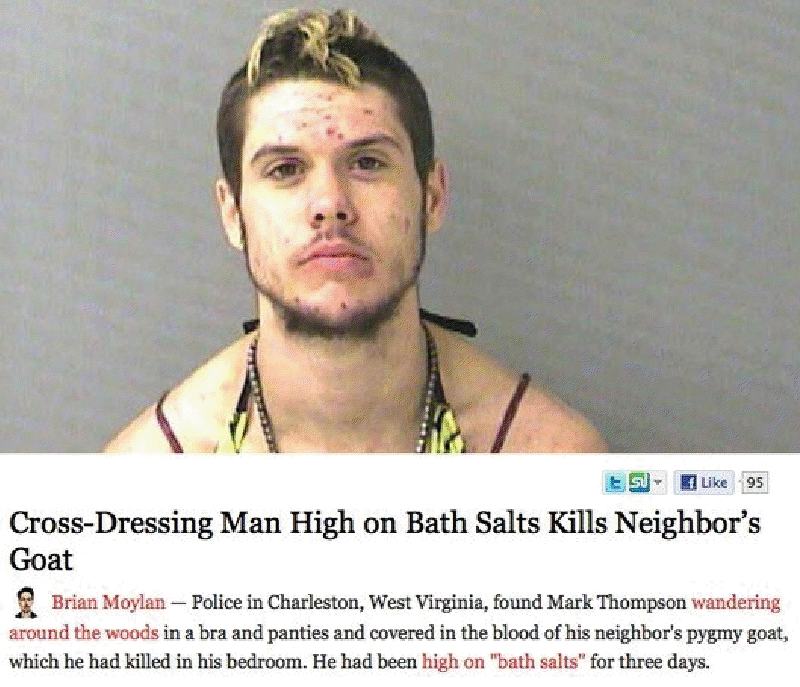 Like 95
Cross-Dressing Man High on Bath Salts Kills Neighbor's
Goat
Brian Moylan — Police in Charleston, West Virginia, found Mark Thompson wandering
around the woods in a bra and panties and covered in the blood of his neighbor's pygmy goat,
which he had killed in his bedroom. He had been high on "bath salts" for three days.